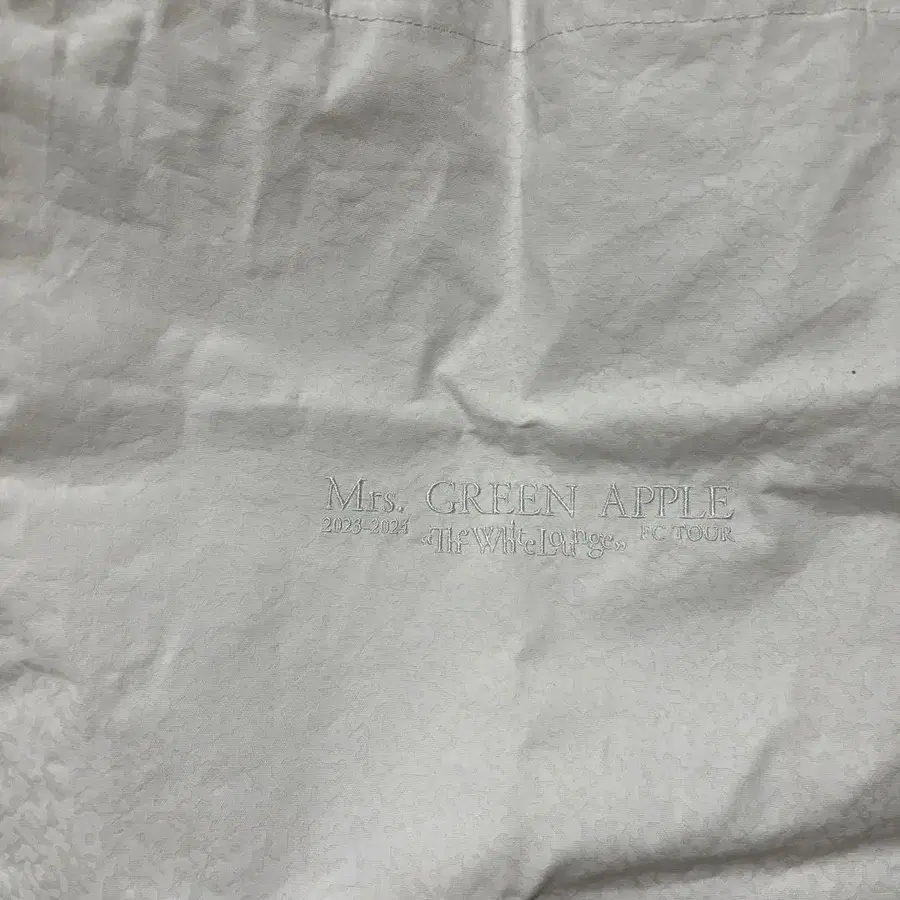 Mrs. GREEN APPLE
2023-2024 "The White Lounge" FC TOUR